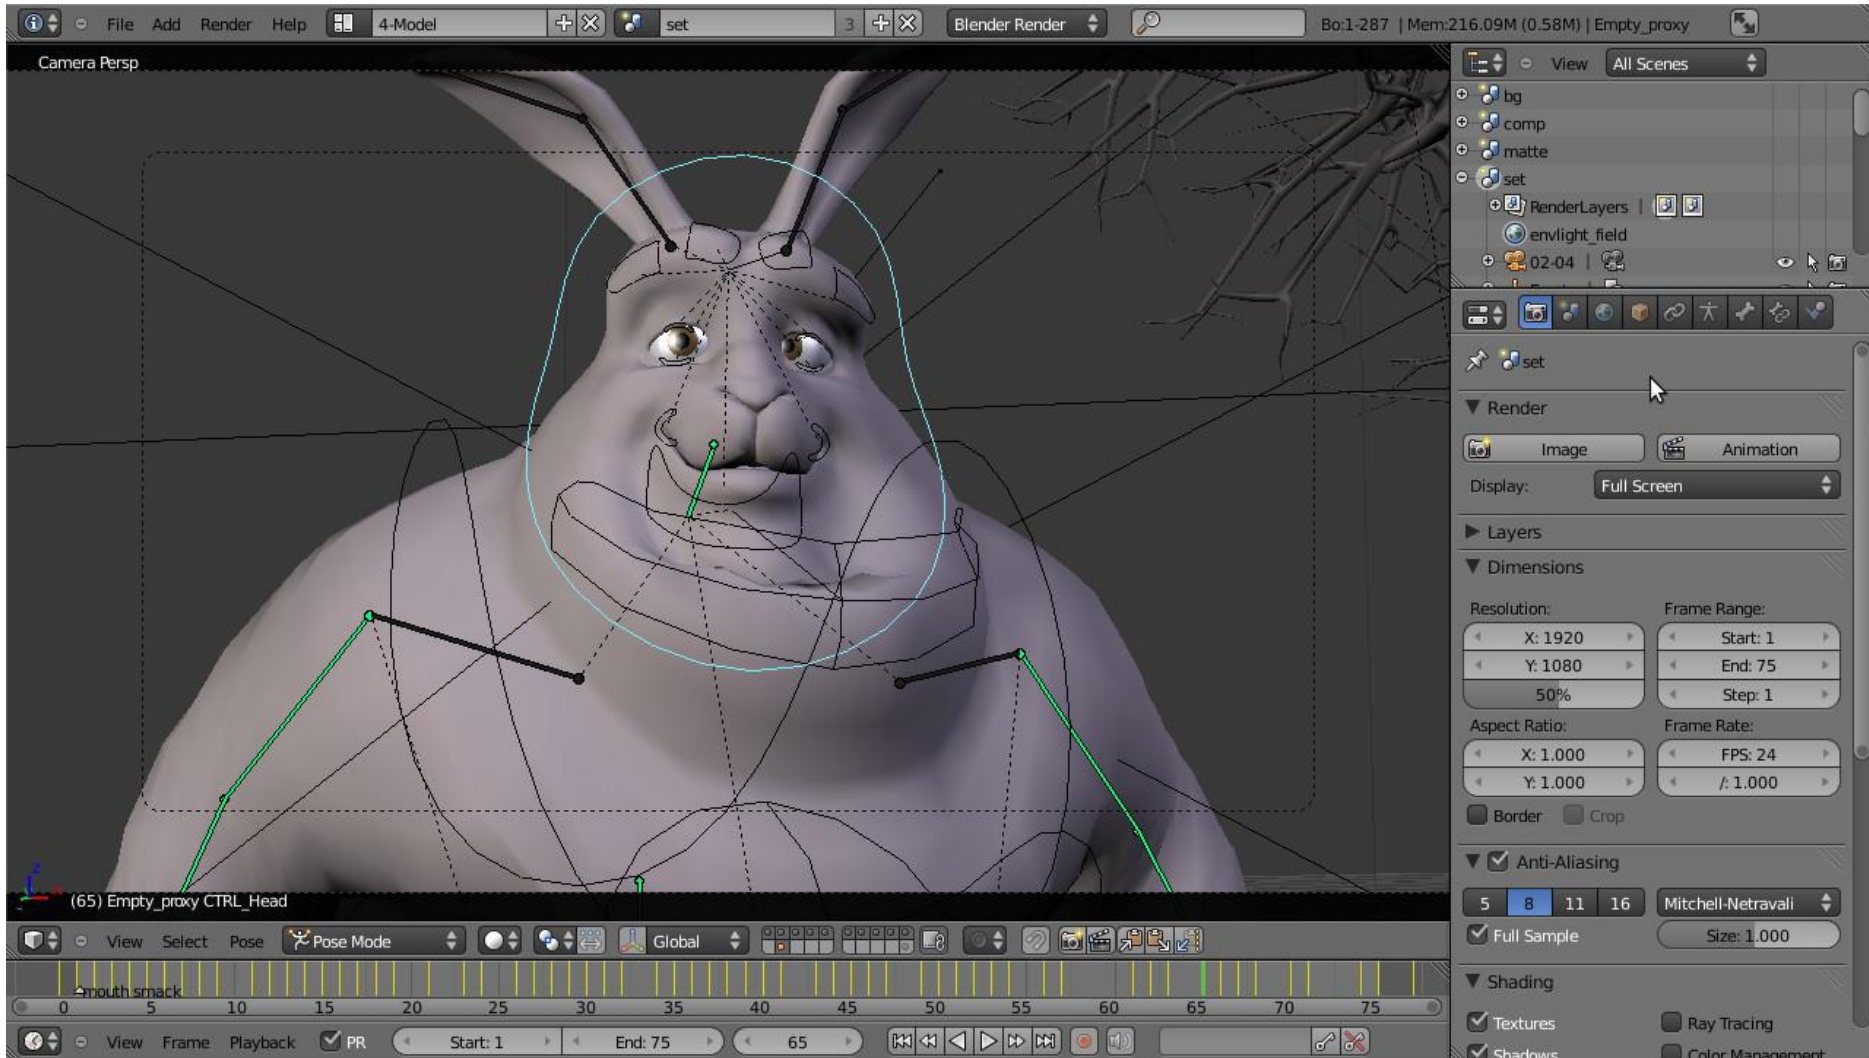 File Add Render Help 4-Model set 3 Blender Render Bo:1-287 | Mem:216.09M (0.58M) | Empty_proxy
Camera Persp
View All Scenes
bg
comp
matte
set
RenderLayers |
envlight_field
02-04 |
set
Render
Image Animation
Display: Full Screen
Layers
Dimensions
Resolution: Frame Range:
X: 1920 Start: 1
Y: 1080 End: 75
50% Step: 1
Aspect Ratio: Frame Rate:
X: 1.000 FPS: 24
Y: 1.000 /: 1.000
Border Crop
Anti-Aliasing
5 8 11 16 Mitchell-Netravali
Full Sample Size: 1.000
Shading
Textures Ray Tracing
Shadows Color Management
(65) Empty_proxy CTRL_Head
View Select Pose Pose Mode Global
mouth smack
0 5 10 15 20 25 30 35 40 45 50 55 60 65 70 75
View Frame Playback PR Start: 1 End: 75 65